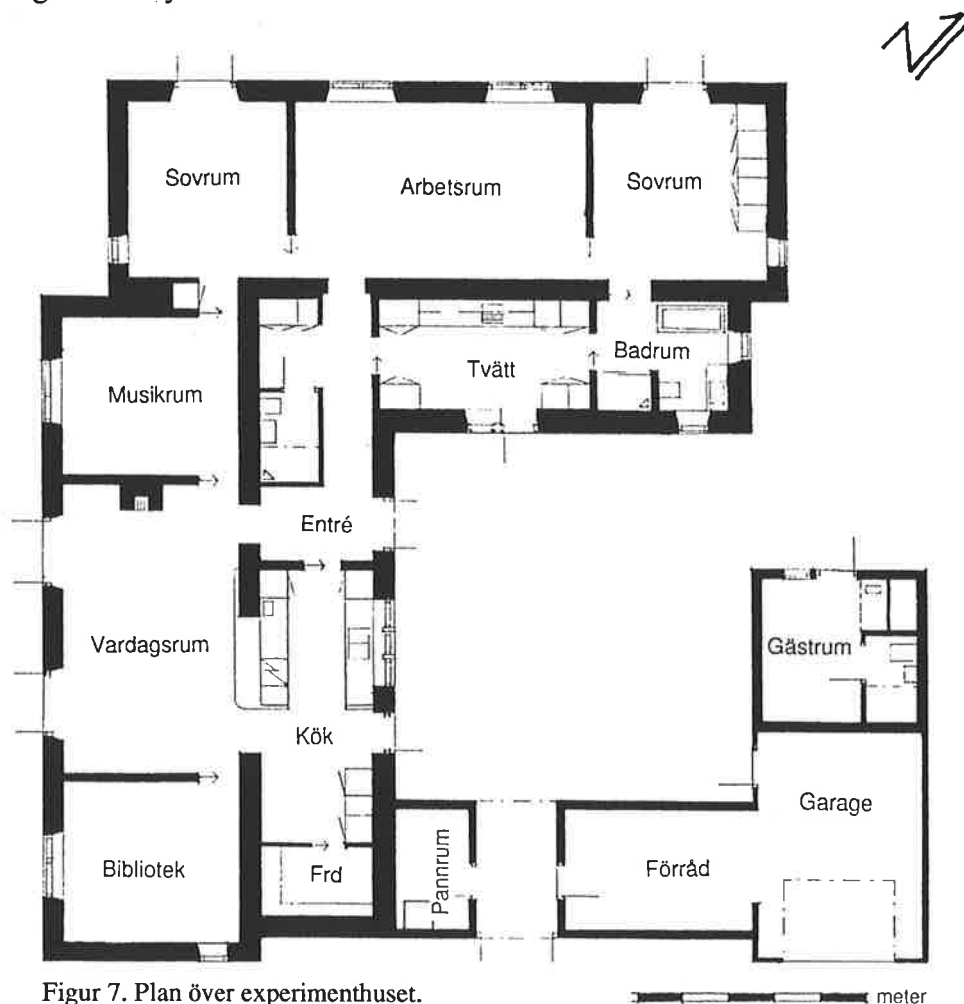 Sovrum
Arbetsrum
Sovrum
Musikrum
Tvätt
Badrum
Entré
Vardagsrum
Gästrum
Kök
Garage
Bibliotek
Frd
Pannrum
Förråd
Figur 7. Plan över experimenthuset.
meter